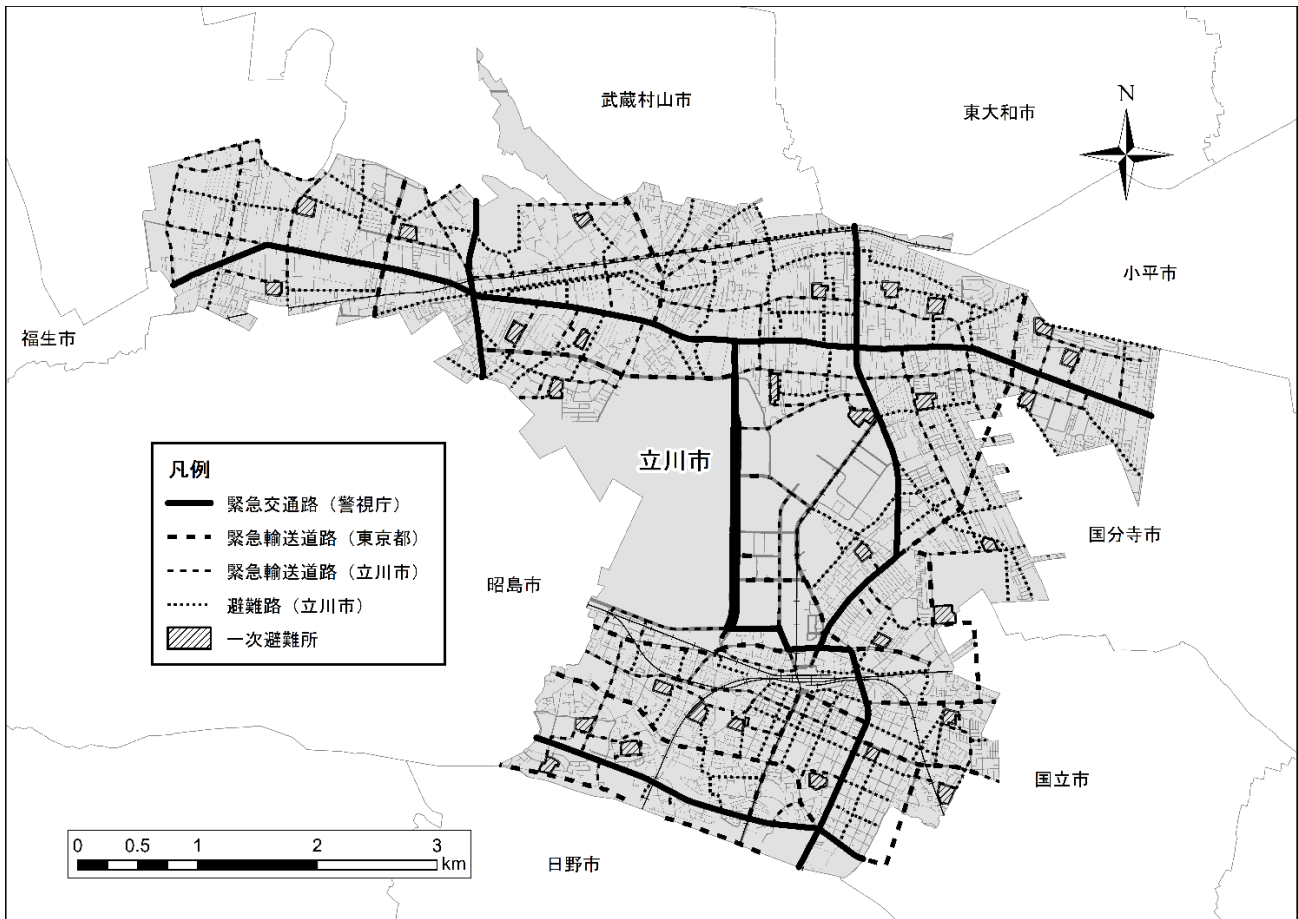 武蔵村山市
東大和市
N
小平市
福生市
立川市
凡例
緊急交通路（警視庁）
緊急輸送道路（東京都）
緊急輸送道路（立川市）
避難路（立川市）
一次避難所
国分寺市
昭島市
国立市
日野市
0 0.5 1 2 3
km